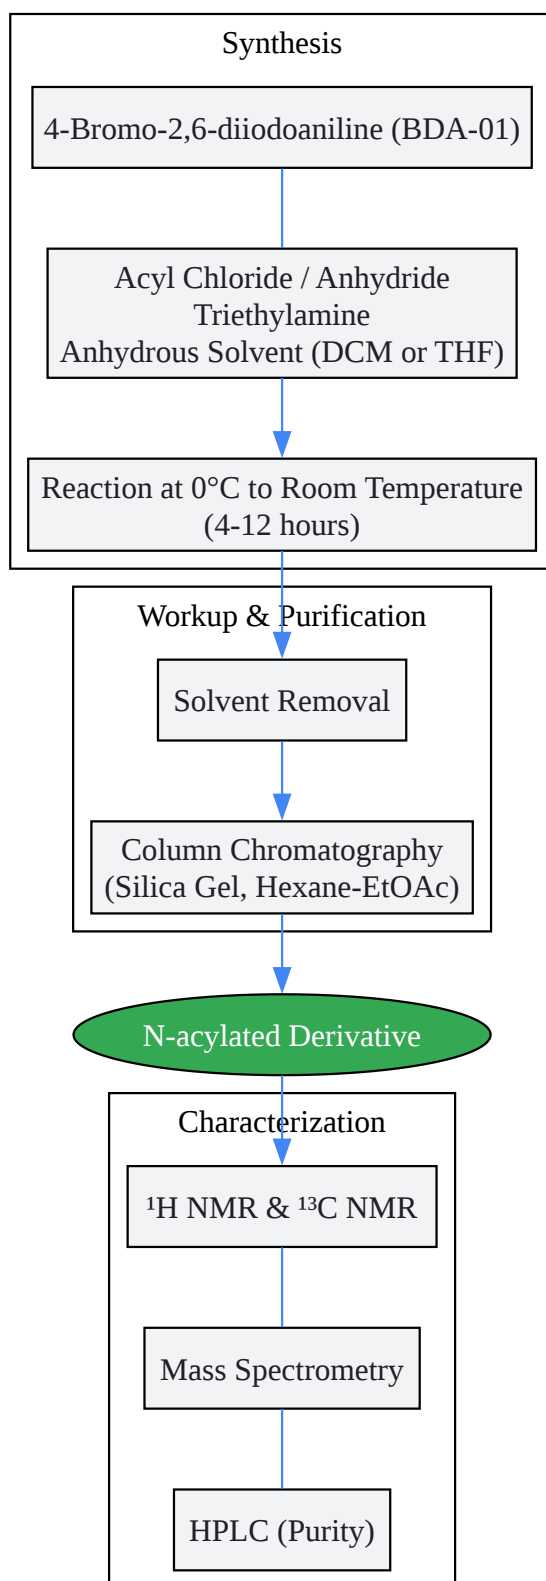 Synthesis
4-Bromo-2,6-diiodoaniline (BDA-01)
Acyl Chloride / Anhydride
Triethylamine
Anhydrous Solvent (DCM or THF)
Reaction at 0°C to Room Temperature
(4-12 hours)
Workup & Purification
Solvent Removal
Column Chromatography
(Silica Gel, Hexane-EtOAc)
N-acylated Derivative
Characterization
¹H NMR & ¹³C NMR
Mass Spectrometry
HPLC (Purity)